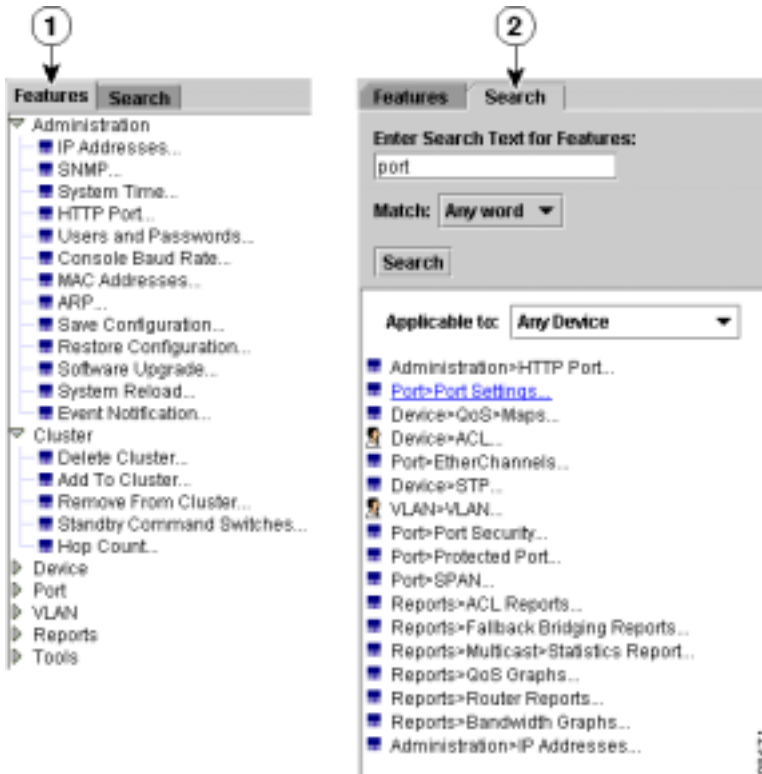 1
Features Search
Administration
IP Addresses...
SNMP...
System Time...
HTTP Port...
Users and Passwords...
Console Baud Rate...
MAC Addresses...
ARP...
Save Configuration...
Restore Configuration...
Software Upgrade...
System Reload...
Event Notification...
Cluster
Delete Cluster...
Add To Cluster...
Remove From Cluster...
Standby Command Switches...
Hop Count...
Device
Port
VLAN
Reports
Tools
2
Features Search
Enter Search Text for Features:
port
Match: Any word
Search
Applicable to: Any Device
Administration>HTTP Port...
Port>Port Settings...
Device>QoS>Maps...
Device>ACL...
Port>EtherChannels...
Device>STP...
VLAN>VLAN...
Port>Port Security...
Port>Protected Port...
Port>SPAN...
Reports>ACL Reports...
Reports>Fallback Bridging Reports...
Reports>Multicast>Statistics Report...
Reports>QoS Graphs...
Reports>Router Reports...
Reports>Bandwidth Graphs...
Administration>IP Addresses...